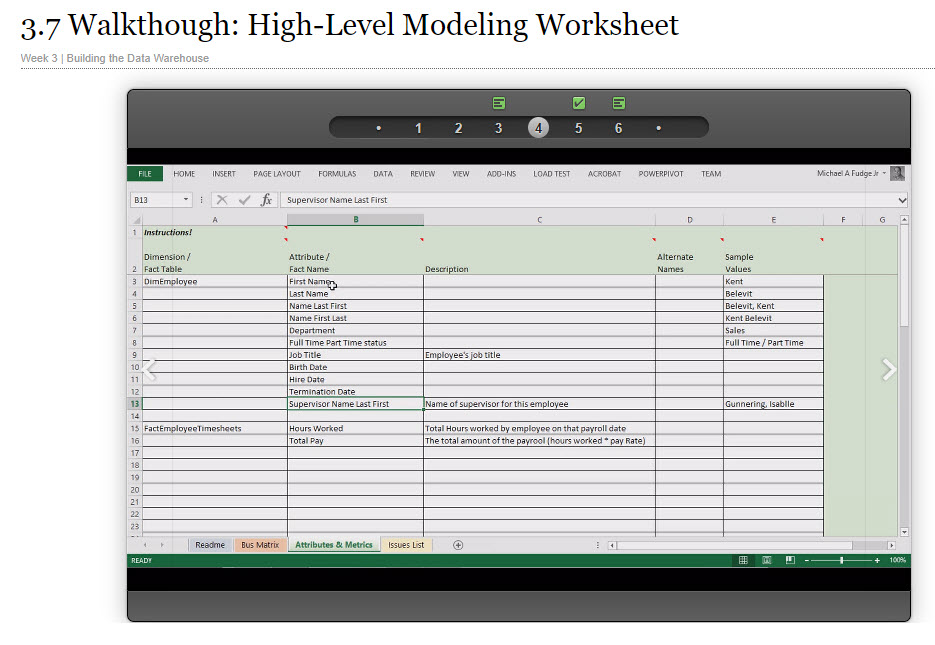 3.7 Walkthough: High-Level Modeling Worksheet
Week 3 | Building the Data Warehouse
1 2 3 4 5 6
FILE HOME INSERT PAGE LAYOUT FORMULAS DATA REVIEW VIEW ADD-INS LOAD TEST ACROBAT POWERPIVOT TEAM Michael A Fudge Jr
B13 fx Supervisor Name Last First
A B C D E F G
1 Instructions!
Dimension / Attribute / Alternate Sample
2 Fact Table Fact Name Description Names Values
3 DimEmployee First Name Kent
4 Last Name Belevit
5 Name Last First Belevit, Kent
6 Name First Last Kent Belevit
7 Department Sales
8 Full Time Part Time status Full Time / Part Time
9 Job Title Employee's job title
10 Birth Date
11 Hire Date
12 Termination Date
13 Supervisor Name Last First Name of supervisor for this employee Gunnering, Isablle
14
15 FactEmployeeTimesheets Hours Worked Total Hours worked by employee on that payroll date
16 Total Pay The total amount of the payrool (hours worked * pay Rate)
17
18
19
20
21
22
23
Readme Bus Matrix Attributes & Metrics Issues List
READY 100%